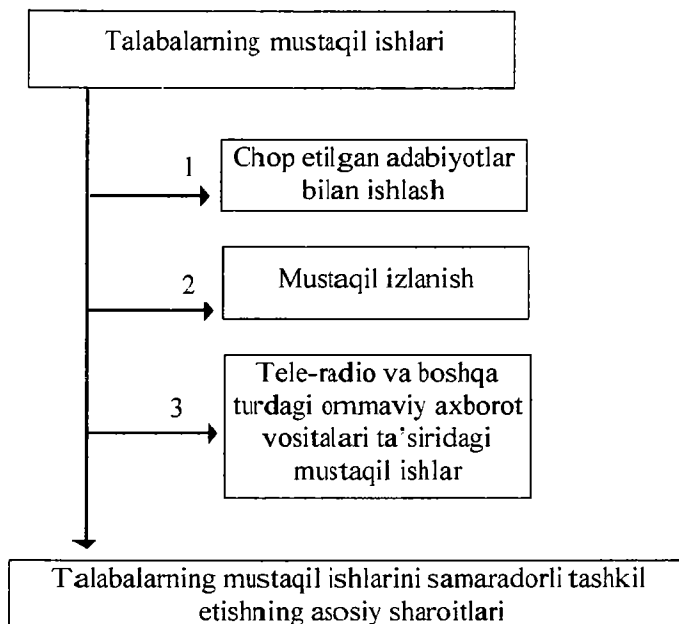 Talabalarning mustaqil ishlari
1
Chop etilgan adabiyotlar
bilan ishlash
2
Mustaqil izlanish
3
Tele-radio va boshqa
turdagi ommaviy axborot
vositalari ta'siridagi
mustaqil ishlar
Talabalarning mustaqil ishlarini samaradorli tashkil
etishning asosiy sharoitlari